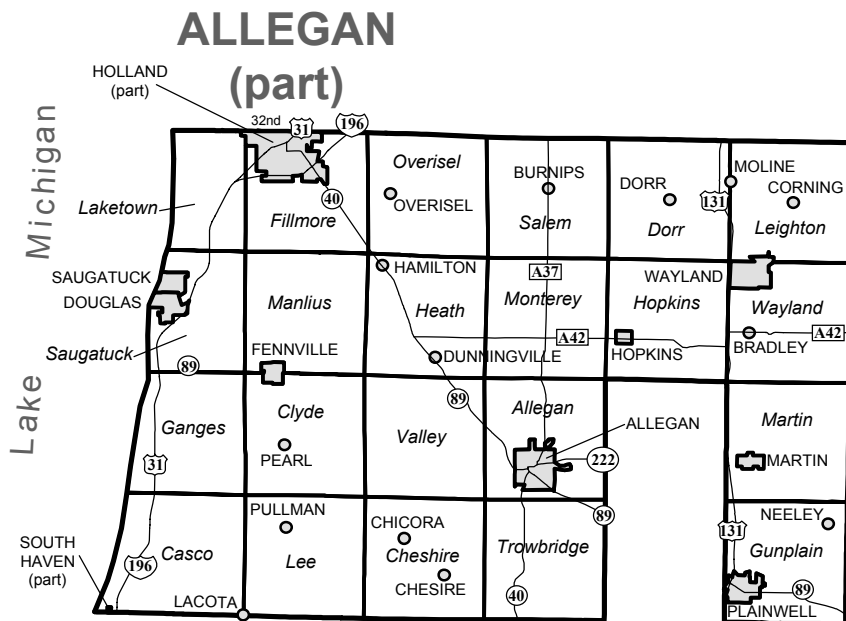 ALLEGAN
(part)
HOLLAND
(part)
32nd
31
196
Lake Michigan
Overisel
BURNIPS
DORR
MOLINE
131
CORNING
OVERISEL
40
Laketown
Fillmore
Salem
Dorr
Leighton
SAUGATUCK
HAMILTON
A37
WAYLAND
DOUGLAS
Manlius
Heath
Monterey
Hopkins
Wayland
Saugatuck
FENNVILLE
A42
HOPKINS
BRADLEY
A42
DUNNINGVILLE
89
89
Ganges
Clyde
Valley
Allegan
ALLEGAN
Martin
PEARL
222
MARTIN
31
PULLMAN
CHICORA
89
NEELEY
SOUTH
HAVEN
(part)
196
Casco
Lee
Cheshire
Trowbridge
131
Gunplain
CHESIRE
LACOTA
40
89
PLAINWELL